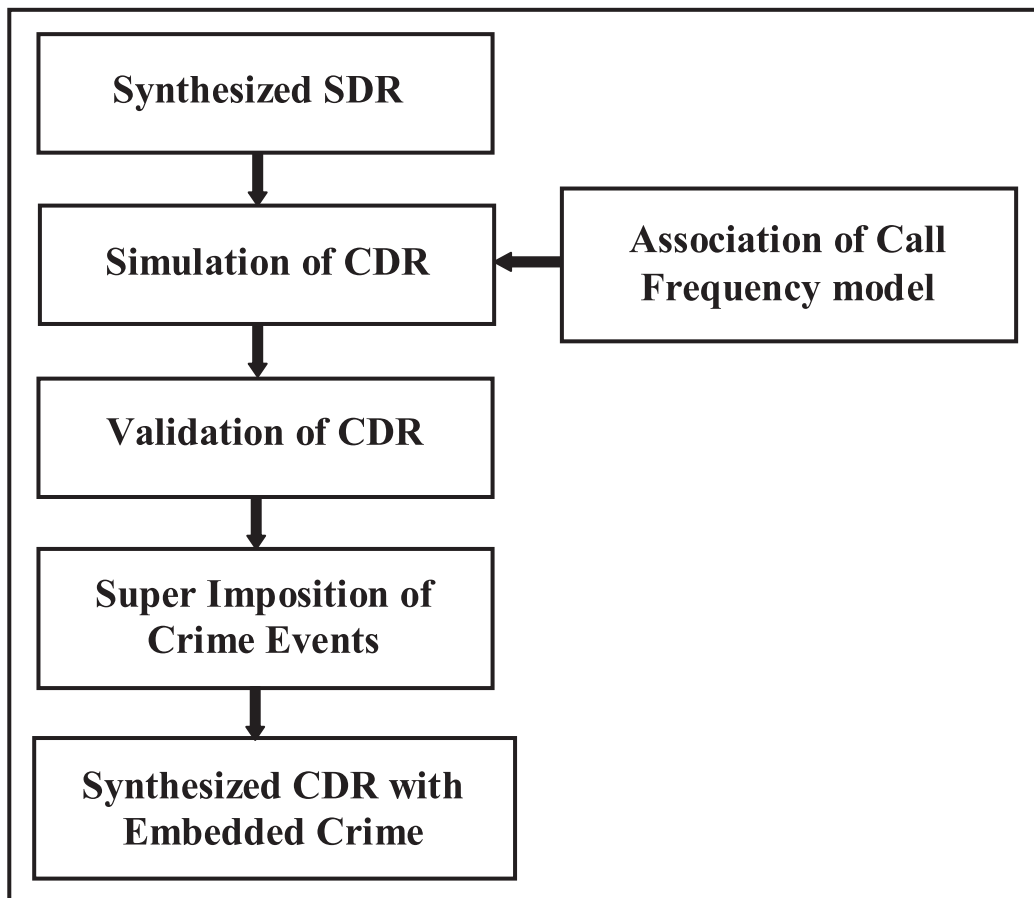 Synthesized SDR
Simulation of CDR
Association of Call
Frequency model
Validation of CDR
Super Imposition of
Crime Events
Synthesized CDR with
Embedded Crime